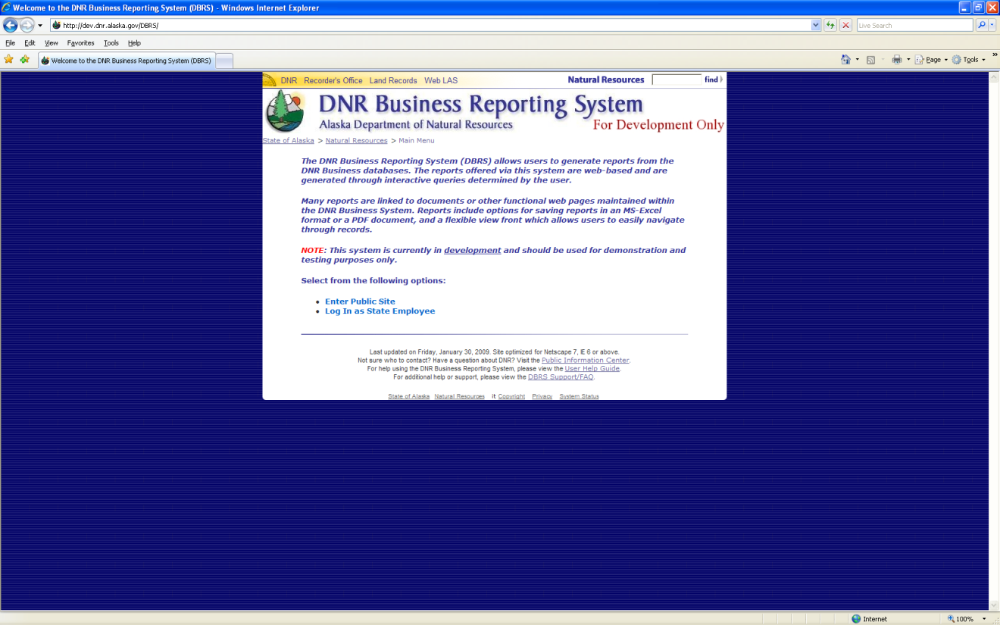 Welcome to the DNR Business Reporting System (DBRS) - Windows Internet Explorer
http://dev.dnr.alaska.gov/DBRS/
Live Search
File Edit View Favorites Tools Help
Welcome to the DNR Business Reporting System (DBRS)
Page Tools
DNR Recorder's Office Land Records Web LAS Natural Resources find
DNR Business Reporting System
Alaska Department of Natural Resources
For Development Only
State of Alaska > Natural Resources > Main Menu
The DNR Business Reporting System (DBRS) allows users to generate reports from the
DNR Business databases. The reports offered via this system are web-based and are
generated through interactive queries determined by the user.
Many reports are linked to documents or other functional web pages maintained within
the DNR Business System. Reports include options for saving reports in an MS-Excel
format or a PDF document, and a flexible view front which allows users to easily navigate
through records.
NOTE: This system is currently in development and should be used for demonstration and
testing purposes only.
Select from the following options:
• Enter Public Site
• Log In as State Employee
Last updated on Friday, January 30, 2009. Site optimized for Netscape 7, IE 6 or above.
Not sure who to contact? Have a question about DNR? Visit the Public Information Center.
For help using the DNR Business Reporting System, please view the User Help Guide.
For additional help or support, please view the DBRS Support/FAQ.
State of Alaska Natural Resources it Copyright Privacy System Status
Internet 100%